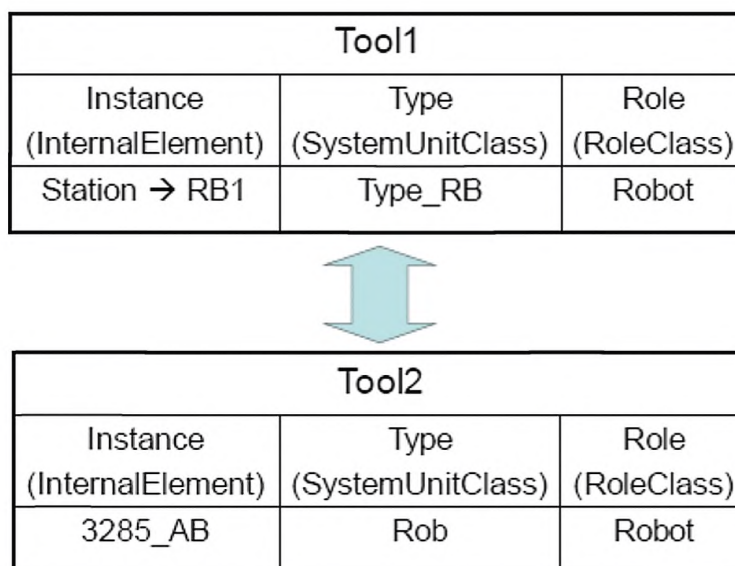 Tool1
Instance Type Role
(InternalElement) (SystemUnitClass) (RoleClass)
Station → RB1 Type_RB Robot
Tool2
Instance Type Role
(InternalElement) (SystemUnitClass) (RoleClass)
3285_AB Rob Robot